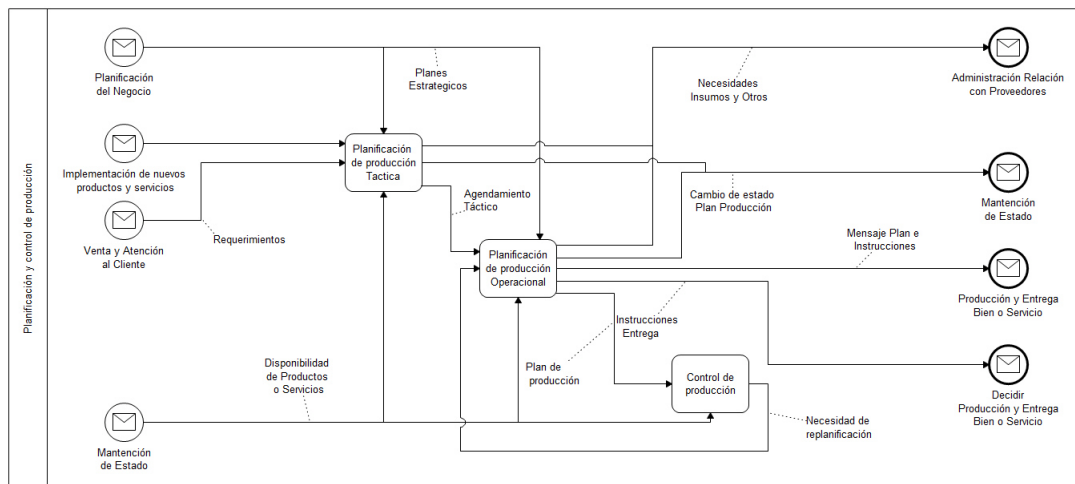 Planificación y control de producción
Planificación
del Negocio
Planes
Estrategicos
Necesidades
Insumos y Otros
Administración Relación
con Proveedores
Implementación de nuevos
productos y servicios
Planificación
de producción
Tactica
Agendamiento
Táctico
Cambio de estado
Plan Producción
Mantención
de Estado
Venta y Atención
al Cliente
Requerimientos
Planificación
de producción
Operacional
Mensaje Plan e
Instrucciones
Producción y Entrega
Bien o Servicio
Instrucciones
Entrega
Disponibilidad
de Productos
o Servicios
Plan de
producción
Control de
producción
Decidir
Producción y Entrega
Bien o Servicio
Necesidad de
replanificación
Mantención
de Estado